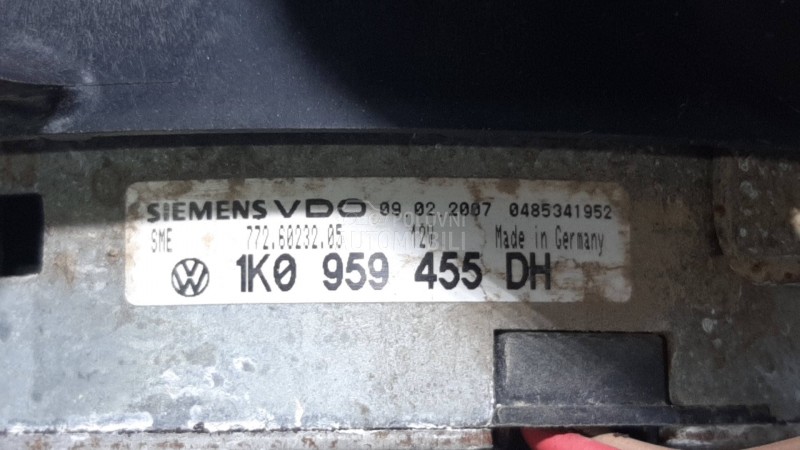 SIEMENS VDO 09.02.2007 0485341952
SME 772.60232.05 12V Made in Germany
1K0 959 455 DH